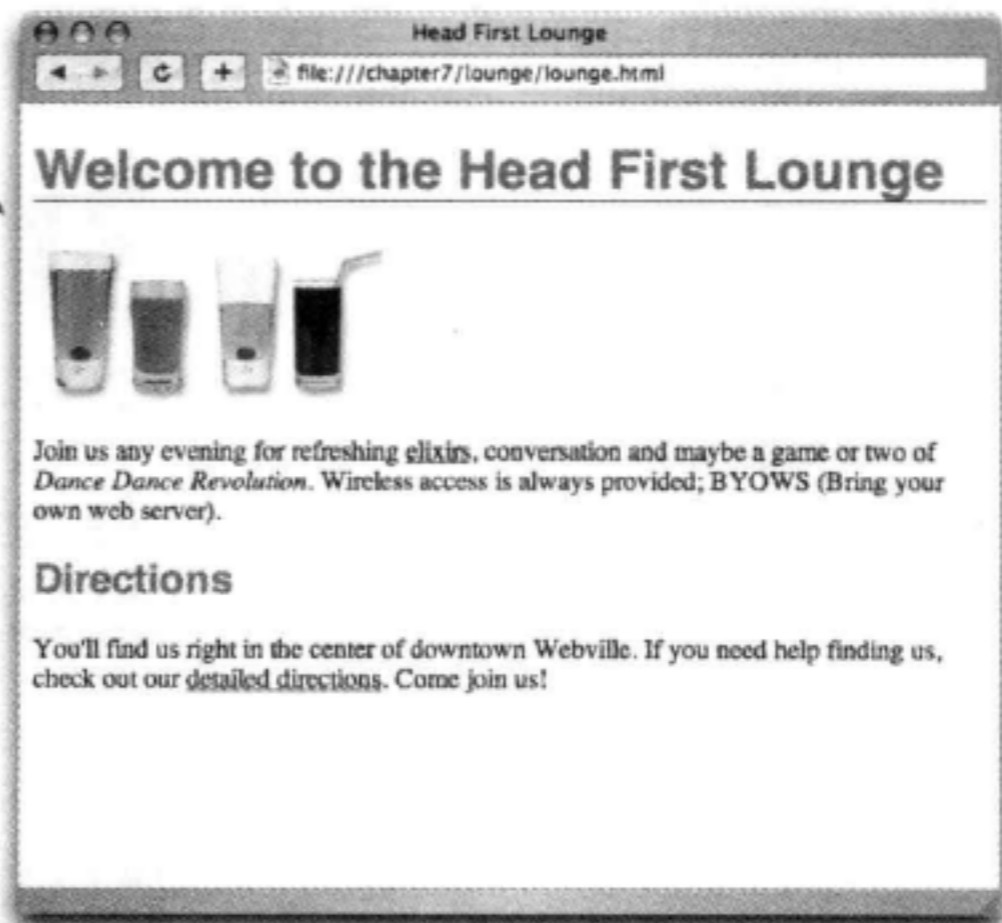 Head First Lounge
file:///chapter7/lounge/lounge.html
Welcome to the Head First Lounge
Join us any evening for refreshing elixirs, conversation and maybe a game or two of
Dance Dance Revolution. Wireless access is always provided; BYOWS (Bring your
own web server).
Directions
You'll find us right in the center of downtown Webville. If you need help finding us,
check out our detailed directions. Come join us!